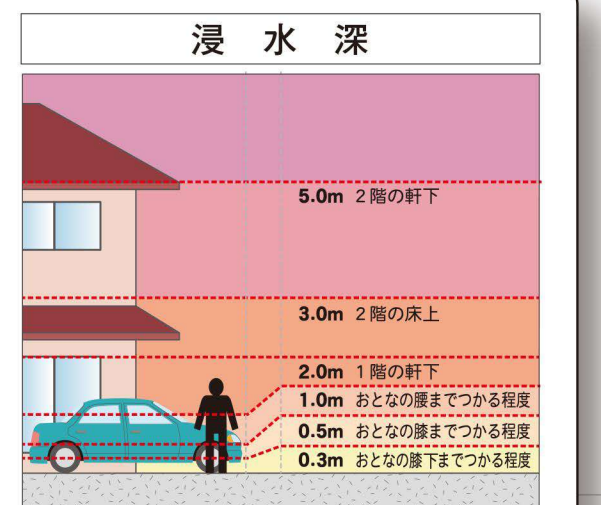 浸水深
5.0m 2階の軒下
3.0m 2階の床上
2.0m 1階の軒下
1.0m おとなの腰までつかる程度
0.5m おとなの膝までつかる程度
0.3m おとなの膝下までつかる程度